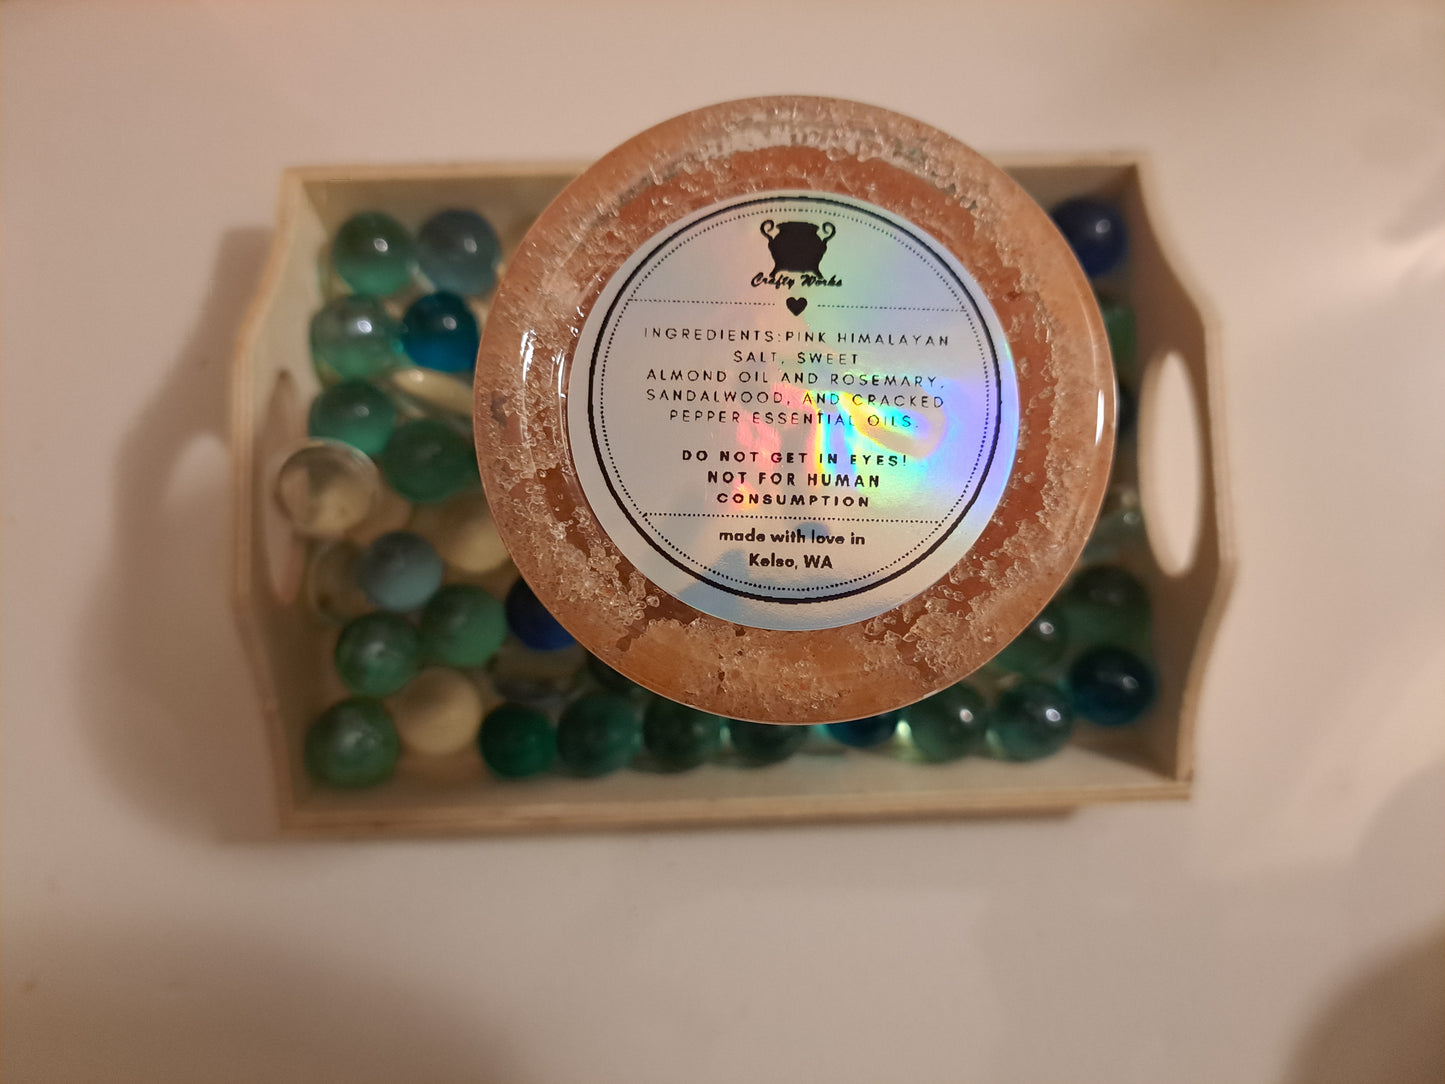 Crafty Works
INGREDIENTS:PINK HIMALAYAN
SALT, SWEET
ALMOND OIL AND ROSEMARY,
SANDALWOOD, AND CRACKED
PEPPER ESSENTIAL OILS.
DO NOT GET IN EYES!
NOT FOR HUMAN
CONSUMPTION
made with love in
Kelso, WA